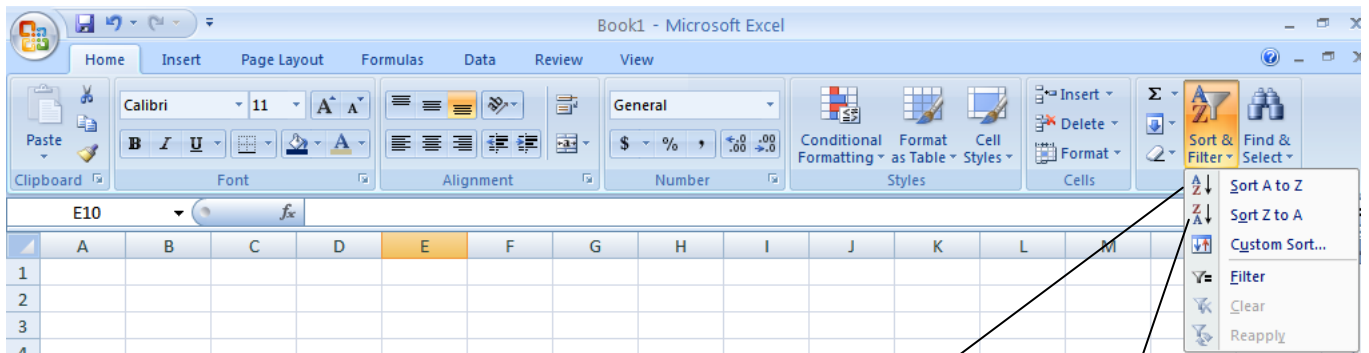 Book1 - Microsoft Excel
Home Insert Page Layout Formulas Data Review View
Calibri 11 A A General Insert
Paste B I U A $ % , .0 .00 .00 .0 Conditional Formatting Format as Table Cell Styles Delete Format Σ Sort & Filter Find & Select
Clipboard Font Alignment Number Styles Cells
E10 fx
A B C D E F G H I J K L M
1
2
3
Sort A to Z
Sort Z to A
Custom Sort...
Filter
Clear
Reapply